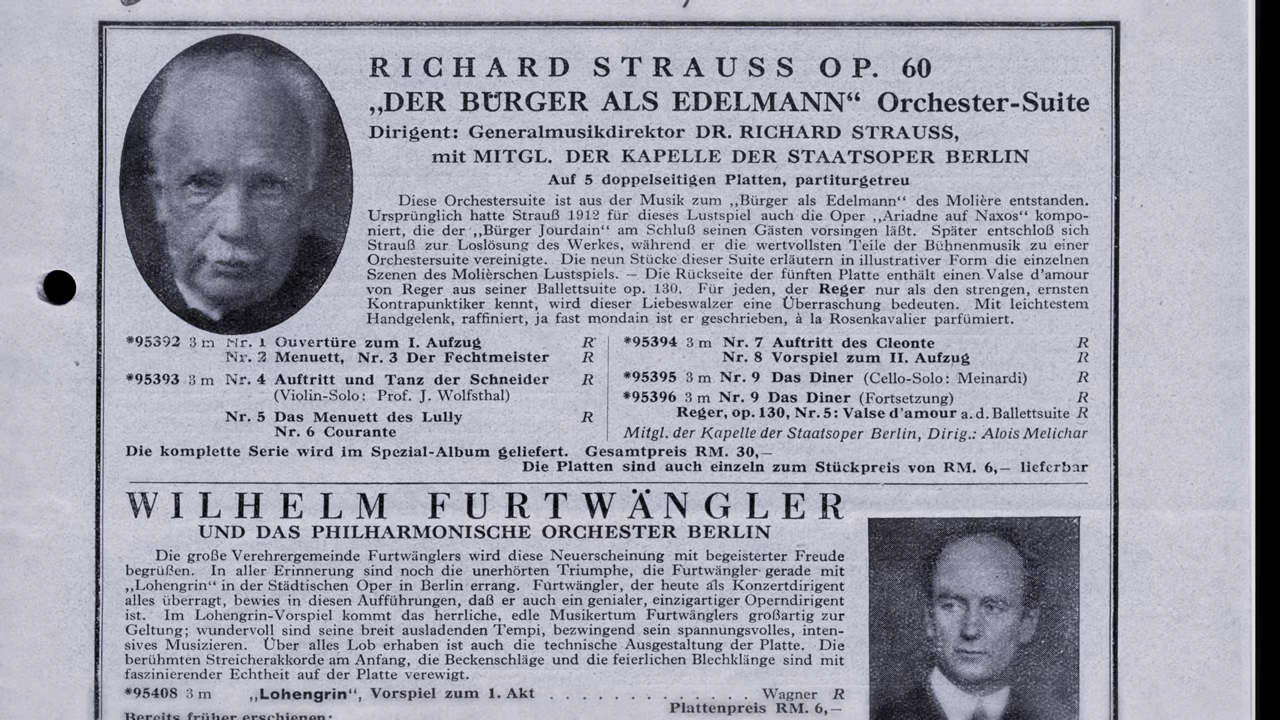 RICHARD STRAUSS OP. 60
„DER BÜRGER ALS EDELMANN“ Orchester-Suite
Dirigent: Generalmusikdirektor DR. RICHARD STRAUSS,
mit MITGL. DER KAPELLE DER STAATSOPER BERLIN
Auf 5 doppelseitigen Platten, partiturgetreu
Diese Orchestersuite ist aus der Musik zum „Bürger als Edelmann“ des Molière entstanden.
Ursprünglich hatte Strauß 1912 für dieses Lustspiel auch die Oper „Ariadne auf Naxos“ kompo-
niert, die der „Bürger Jourdain“ am Schluß seinen Gästen vorsingen läßt. Später entschloß sich
Strauß zur Loslösung des Werkes, während er die wertvollsten Teile der Bühnenmusik zu einer
Orchestersuite vereinigte. Die neun Stücke dieser Suite erläutern in illustrativer Form die einzelnen
Szenen des Molièrschen Lustspiels. — Die Rückseite der fünften Platte enthält einen Valse d'amour
von Reger aus seiner Ballettsuite op. 130. Für jeden, der Reger nur als den strengen, ernsten
Kontrapunktiker kennt, wird dieser Liebeswalzer eine Überraschung bedeuten. Mit leichtestem
Handgelenk, raffiniert, ja fast mondain ist er geschrieben, à la Rosenkavalier parfümiert.
*95392 3 m Nr. 1 Ouvertüre zum I. Aufzug R
Nr. 2 Menuett, Nr. 3 Der Fechtmeister R
*95393 3 m Nr. 4 Auftritt und Tanz der Schneider R
(Violin-Solo: Prof. J. Wolfsthal)
Nr. 5 Das Menuett des Lully R
Nr. 6 Courante
*95394 3 m Nr. 7 Auftritt des Cleonte R
Nr. 8 Vorspiel zum II. Aufzug R
*95395 3 m Nr. 9 Das Diner (Cello-Solo: Meinardi) R
*95396 3 m Nr. 9 Das Diner (Fortsetzung)
Reger, op. 130, Nr. 5: Valse d'amour a. d. Ballettsuite R
Mitgl. der Kapelle der Staatsoper Berlin, Dirig.: Alois Melichar
Die komplette Serie wird im Spezial-Album geliefert. Gesamtpreis RM. 30,—
Die Platten sind auch einzeln zum Stückpreis von RM. 6,— lieferbar
WILHELM FURTWÄNGLER
UND DAS PHILHARMONISCHE ORCHESTER BERLIN
Die große Verehrergemeinde Furtwänglers wird diese Neuerscheinung mit begeisterter Freude
begrüßen. In aller Erinnerung sind noch die unerhörten Triumphe, die Furtwängler gerade mit
„Lohengrin“ in der Städtischen Oper in Berlin errang. Furtwängler, der heute als Konzertdirigent
alles überragt, bewies in diesen Aufführungen, daß er auch ein genialer, einzigartiger Operndirigent
ist. Im Lohengrin-Vorspiel kommt das herrliche, edle Musikertum Furtwänglers großartig zur
Geltung; wundervoll sind seine breit ausladenden Tempi, bezwingend sein spannungsvolles, inten-
sives Musizieren. Über alles Lob erhaben ist auch die technische Ausgestaltung der Platte. Die
berühmten Streicherakkorde am Anfang, die Beckenschläge und die feierlichen Blechklänge sind mit
faszinierender Echtheit auf der Platte verewigt.
*95408 3 m „Lohengrin“, Vorspiel zum 1. Akt . . . . . . . . . . . . . Wagner R
Plattenpreis RM. 6,—
Bereits früher erschienen: